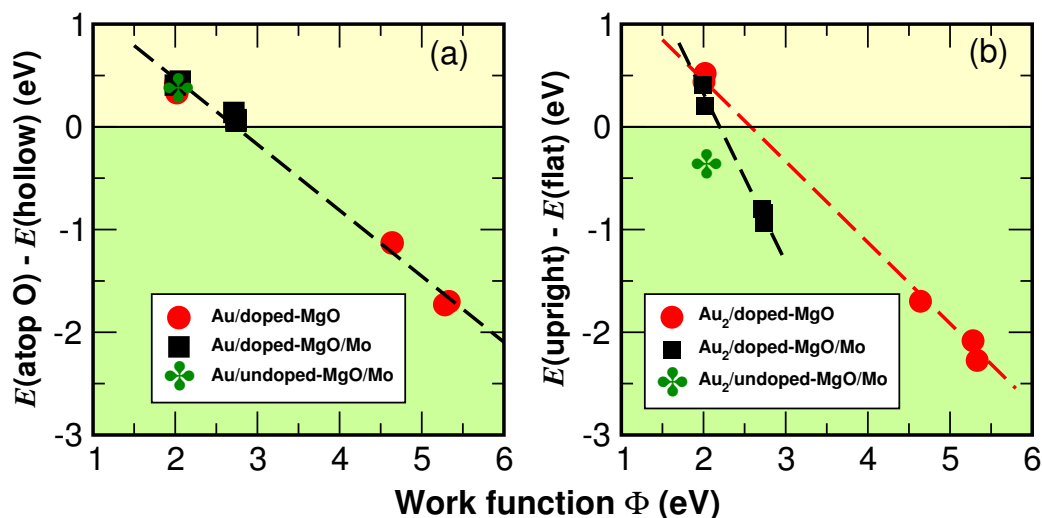 E(atop O) - E(hollow) (eV)
1
0
-1
-2
-3
(a)
Au/doped-MgO
Au/doped-MgO/Mo
Au/undoped-MgO/Mo
1 2 3 4 5 6
E(upright) - E(flat) (eV)
1
0
-1
-2
-3
(b)
Au₂/doped-MgO
Au₂/doped-MgO/Mo
Au₂/undoped-MgO/Mo
1 2 3 4 5 6
Work function Φ (eV)